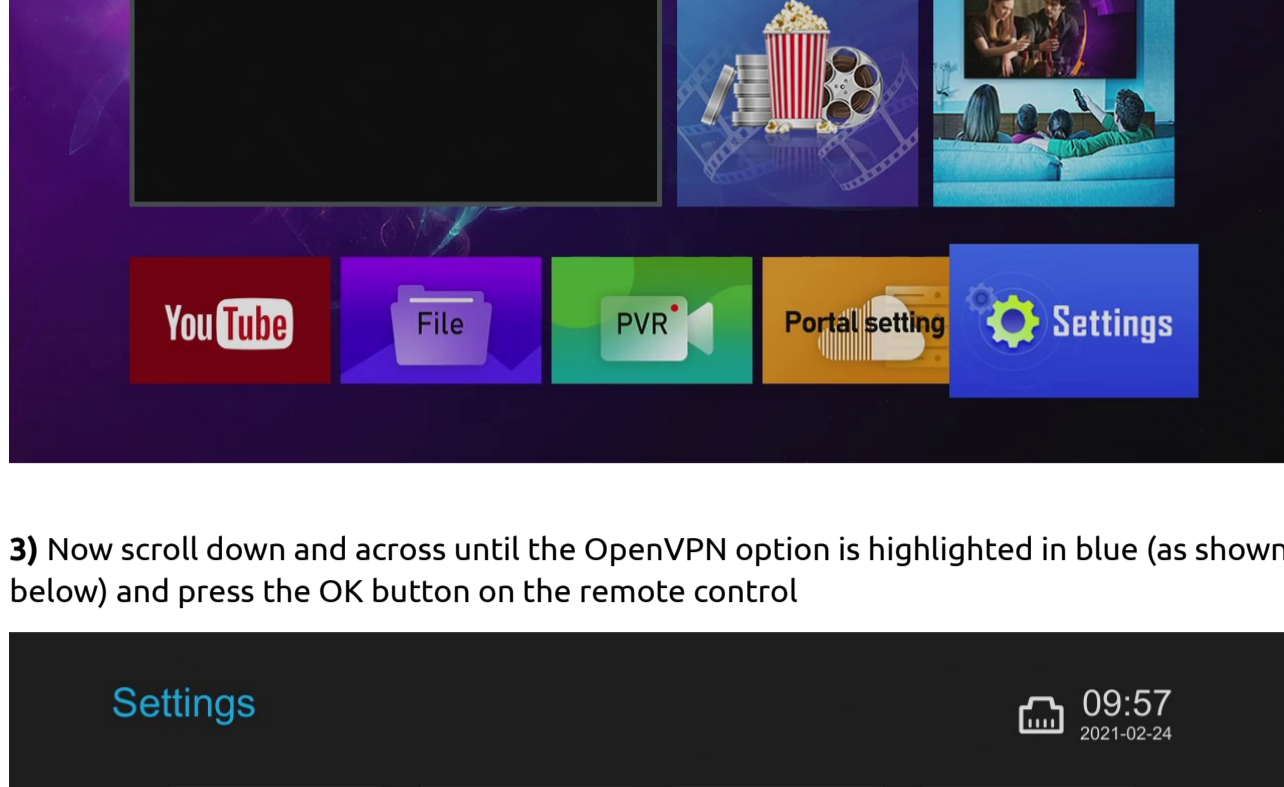 YouTube
File
PVR
Portal setting
Settings
3) Now scroll down and across until the OpenVPN option is highlighted in blue (as shown
below) and press the OK button on the remote control
Settings
09:57
2021-02-24